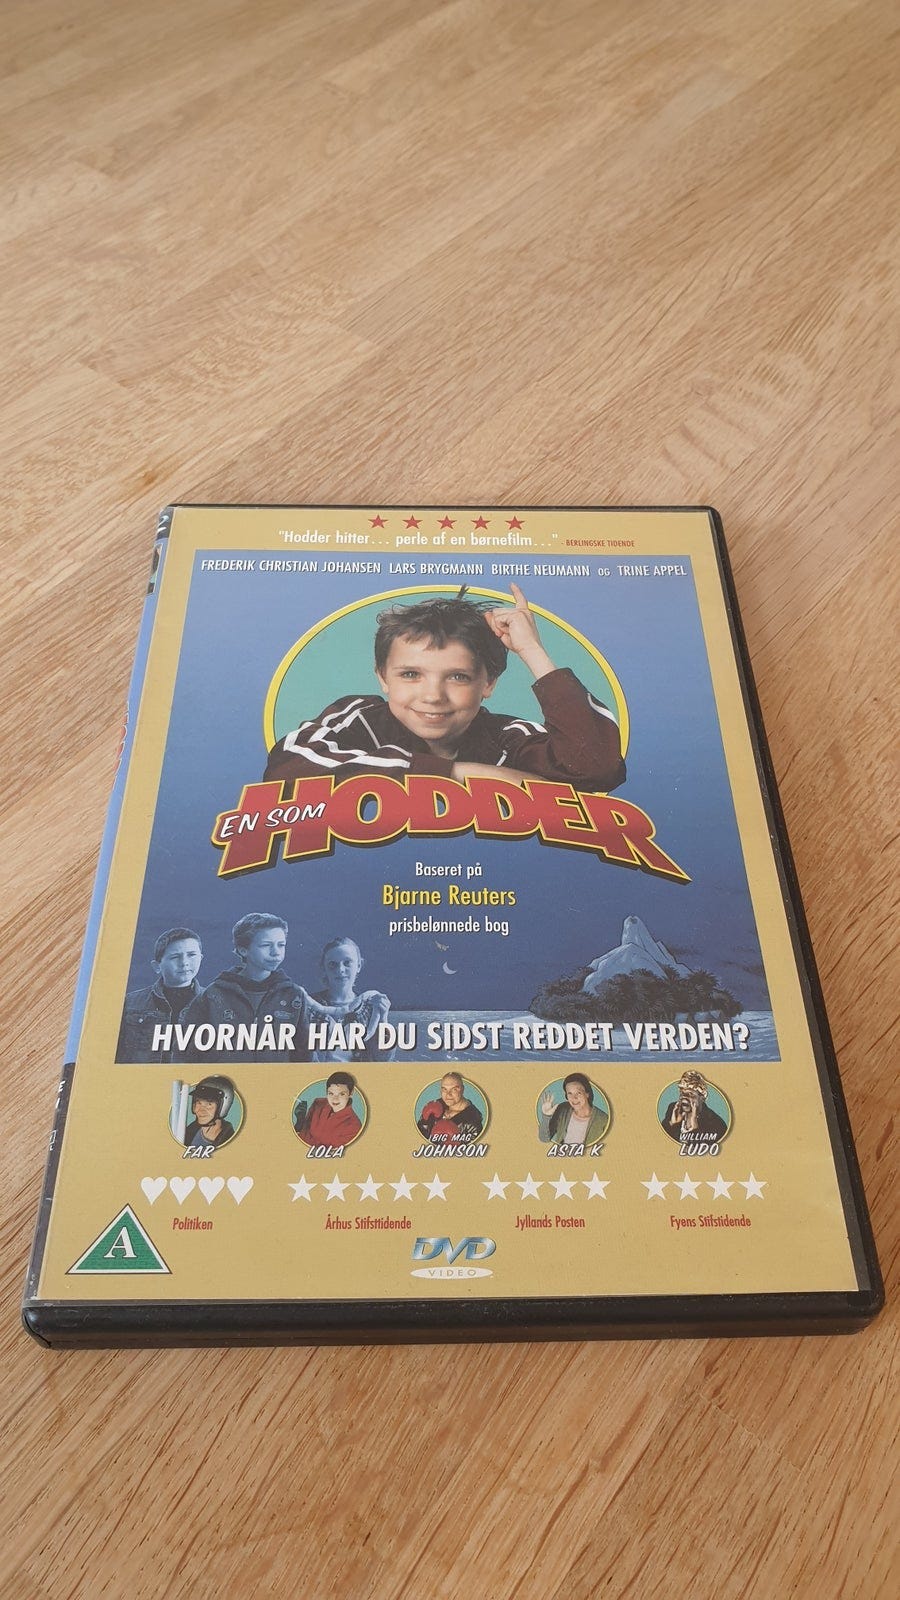 "Hodder hitter... perle af en børnefilm..." - BERLINGSKE TIDENDE
FREDERIK CHRISTIAN JOHANSEN LARS BRYGMANN BIRTHE NEUMANN OG TRINE APPEL
EN SOM HODDER
Baseret på
Bjarne Reuters
prisbelønnede bog
HVORNÅR HAR DU SIDST REDDET VERDEN?
FAR
LOLA
"BIG MAC"
JOHNSON
ASTA K
WILLIAM
LUDO
Politiken
Århus Stifsttidende
Jyllands Posten
Fyens Stifstidende
A
DVD
VIDEO